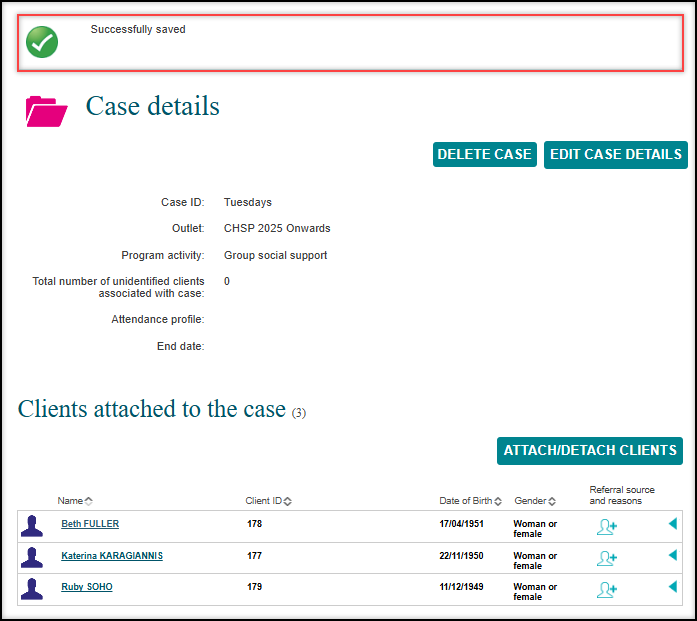 Successfully saved
Case details
DELETE CASE EDIT CASE DETAILS
Case ID: Tuesdays
Outlet: CHSP 2025 Onwards
Program activity: Group social support
Total number of unidentified clients 0
associated with case:
Attendance profile:
End date:
Clients attached to the case (3)
ATTACH/DETACH CLIENTS
Name Client ID Date of Birth Gender Referral source
and reasons
Beth FULLER 178 17/04/1951 Woman or
female
Katerina KARAGIANNIS 177 22/11/1950 Woman or
female
Ruby SOHO 179 11/12/1949 Woman or
female